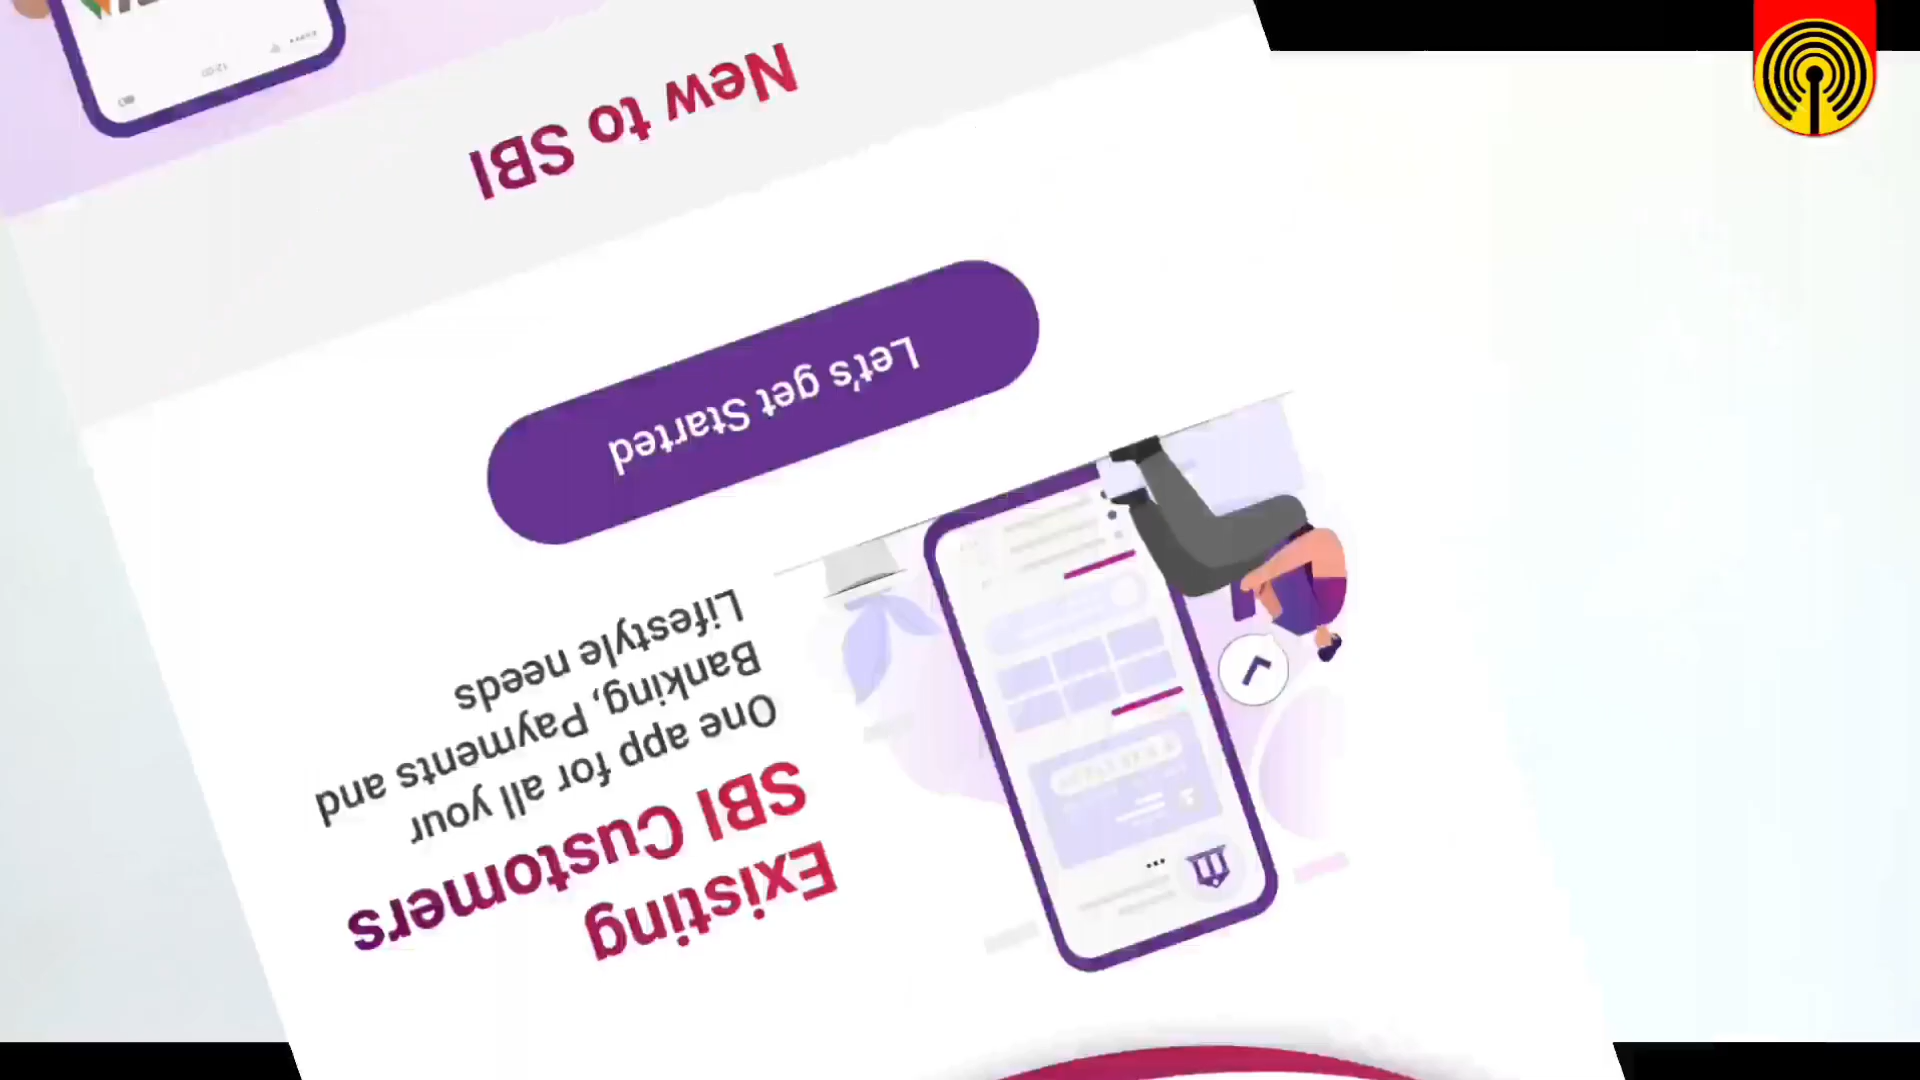 Existing
SBI Customers
One app for all your
Banking, Payments and
Lifestyle needs
Let's get Started
New to SBI